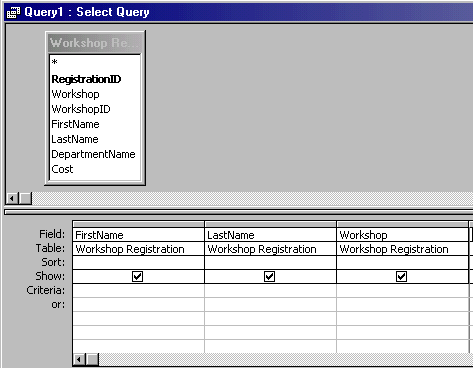 Query1 : Select Query
Workshop Re...
*
RegistrationID
Workshop
WorkshopID
FirstName
LastName
DepartmentName
Cost
Field: FirstName LastName Workshop
Table: Workshop Registration Workshop Registration Workshop Registration
Sort:
Show:
Criteria:
or: